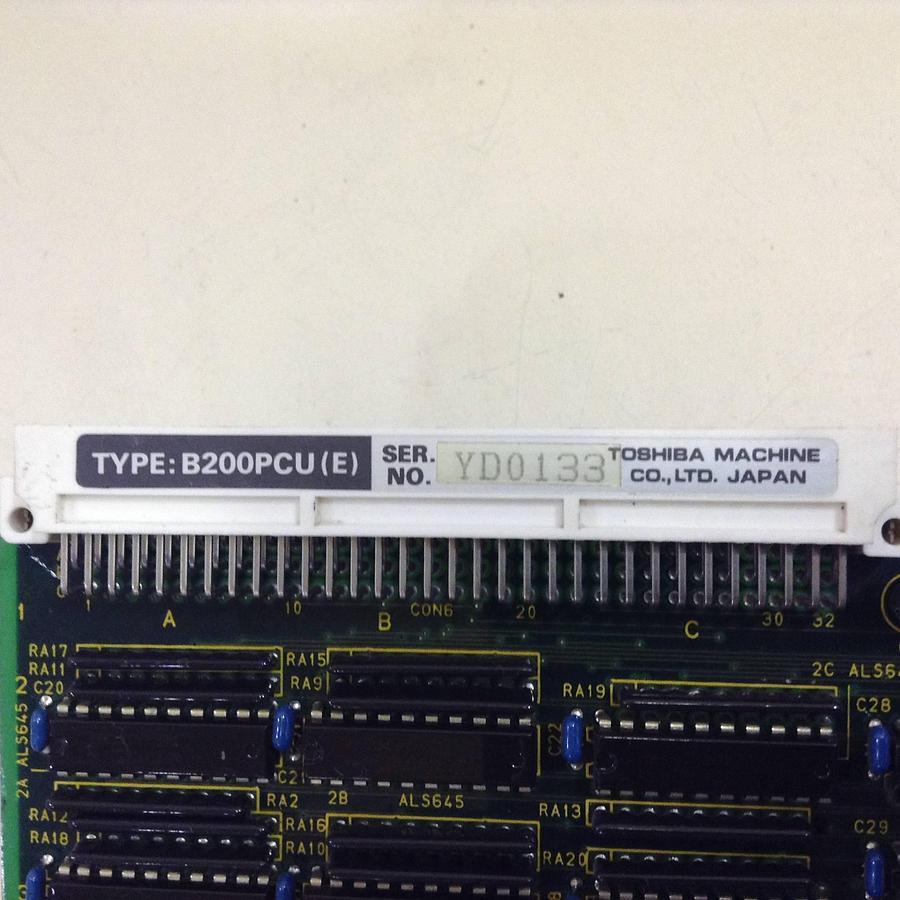 TYPE: B200PCU (E)
SER. NO. YD0133
TOSHIBA MACHINE
CO., LTD. JAPAN
1 10 CON6 20 30 32
1 A B C
RA17 RA15
RA11 RA9 2C
2 C20 RA19 C28
2A ALS645 C22
RA2 2B ALS645
RA12 RA16 RA13 C29
RA18 RA10 RA20